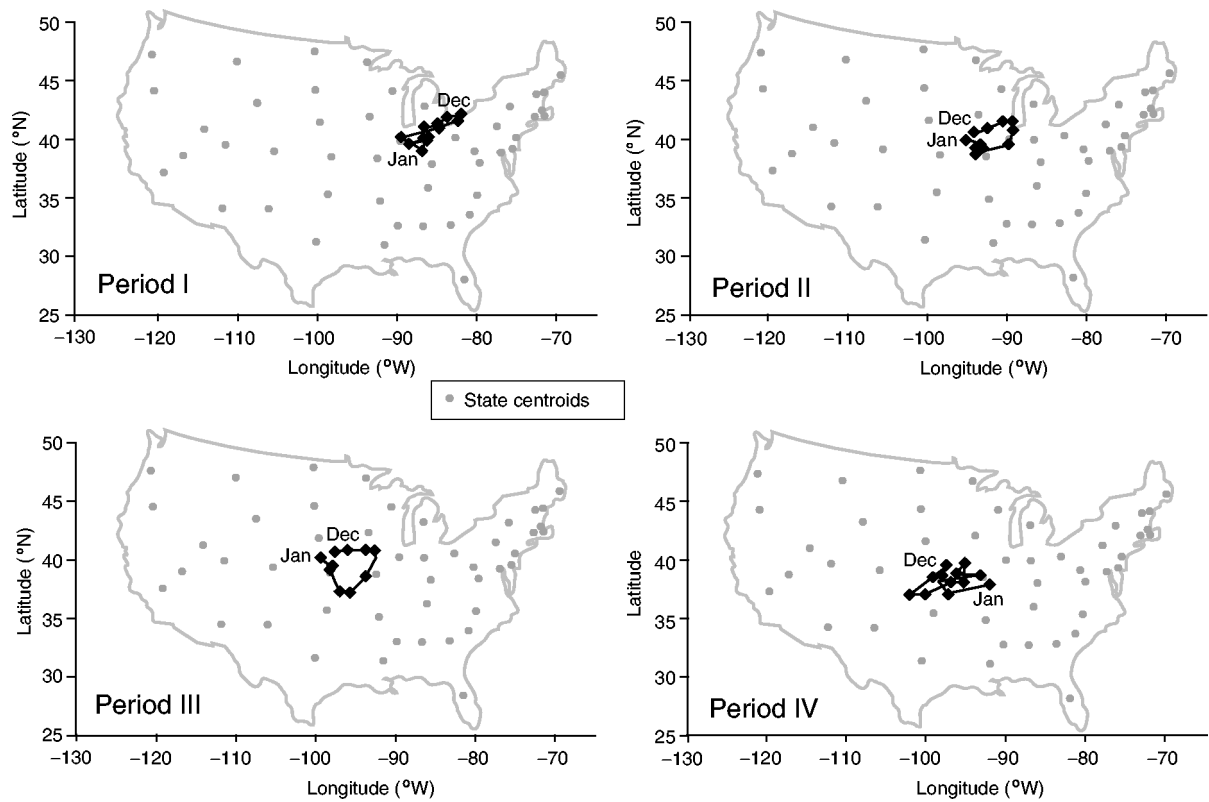 50
45
40
35
30
25
Latitude (°N)
Dec
Jan
Period I
−130
−120
−110
−100
−90
−80
−70
Longitude (°W)
50
45
40
35
30
25
Latitude (°N)
Dec
Jan
Period II
−130
−120
−110
−100
−90
−80
−70
Longitude (°W)
State centroids
50
45
40
35
30
25
Latitude (°N)
Dec
Jan
Period III
−130
−120
−110
−100
−90
−80
−70
Longitude (°W)
50
45
40
35
30
25
Latitude
Dec
Jan
Period IV
−130
−120
−110
−100
−90
−80
−70
Longitude (°W)